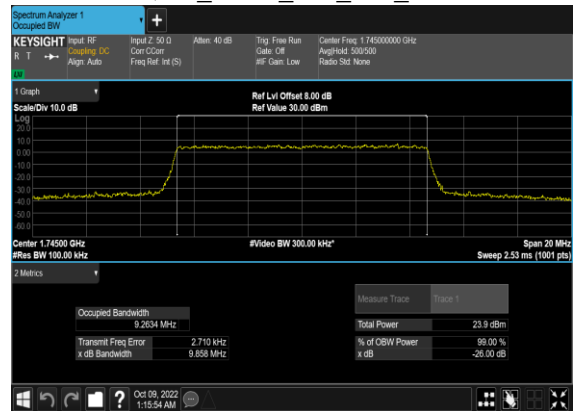 Spectrum Analyzer 1
Occupied BW
+
KEYSIGHT
R T
LXI
Input: RF
Coupling: DC
Align: Auto
Input Z: 50 Ω
Corr CCorr
Freq Ref: Int (S)
Atten: 40 dB
Trig: Free Run
Gate: Off
#IF Gain: Low
Center Freq: 1.745000000 GHz
Avg|Hold: 500/500
Radio Std: None
1 Graph
Scale/Div 10.0 dB
Ref Lvl Offset 8.00 dB
Ref Value 30.00 dBm
Log
20.0
10.0
0.00
-10.0
-20.0
-30.0
-40.0
-50.0
-60.0
Center 1.74500 GHz
#Res BW 100.00 kHz
#Video BW 300.00 kHz*
Span 20 MHz
Sweep 2.53 ms (1001 pts)
2 Metrics
Measure Trace Trace 1
Occupied Bandwidth
9.2634 MHz
Total Power 23.9 dBm
Transmit Freq Error 2.710 kHz
% of OBW Power 99.00 %
x dB Bandwidth 9.858 MHz
x dB -26.00 dB
?
Oct 09, 2022
1:15:54 AM